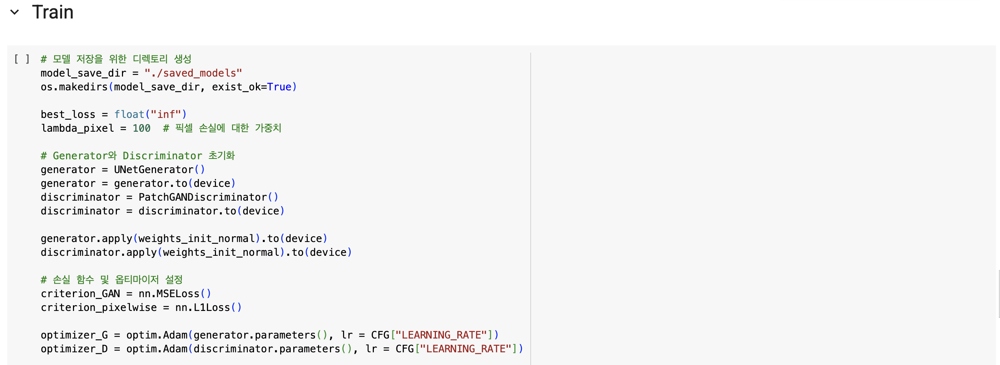 Train
[ ] # 모델 저장을 위한 디렉토리 생성
model_save_dir = "./saved_models"
os.makedirs(model_save_dir, exist_ok=True)
best_loss = float("inf")
lambda_pixel = 100  # 픽셀 손실에 대한 가중치
# Generator와 Discriminator 초기화
generator = UNetGenerator()
generator = generator.to(device)
discriminator = PatchGANDiscriminator()
discriminator = discriminator.to(device)
generator.apply(weights_init_normal).to(device)
discriminator.apply(weights_init_normal).to(device)
# 손실 함수 및 옵티마이저 설정
criterion_GAN = nn.MSELoss()
criterion_pixelwise = nn.L1Loss()
optimizer_G = optim.Adam(generator.parameters(), lr = CFG["LEARNING_RATE"])
optimizer_D = optim.Adam(discriminator.parameters(), lr = CFG["LEARNING_RATE"])